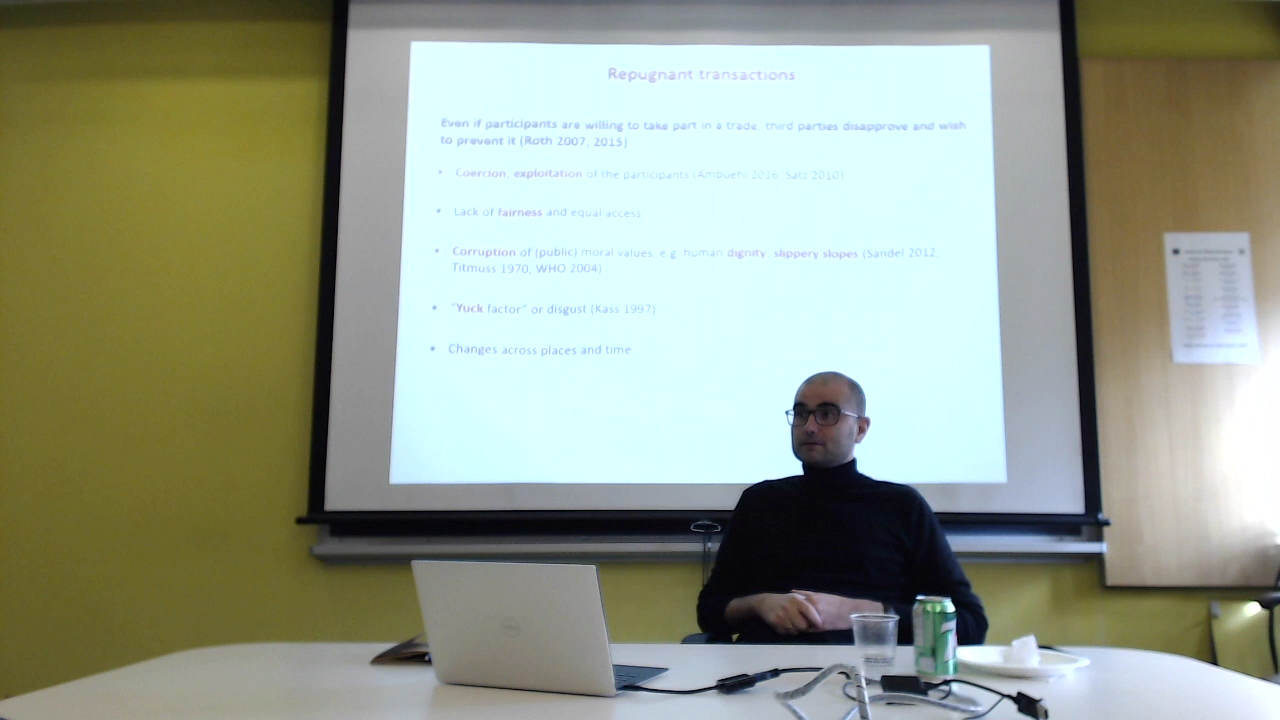 Repugnant transactions
Even if participants are willing to take part in a trade, third parties disapprove and wish
to prevent it (Roth 2007, 2015)
• Coercion, exploitation of the participants (Ambuehl 2016, Satz 2010)
• Lack of fairness and equal access
• Corruption of (public) moral values, e.g. human dignity, slippery slopes (Sandel 2012,
Titmuss 1970, WHO 2004)
• "Yuck factor" or disgust (Kass 1997)
• Changes across places and time
DELL